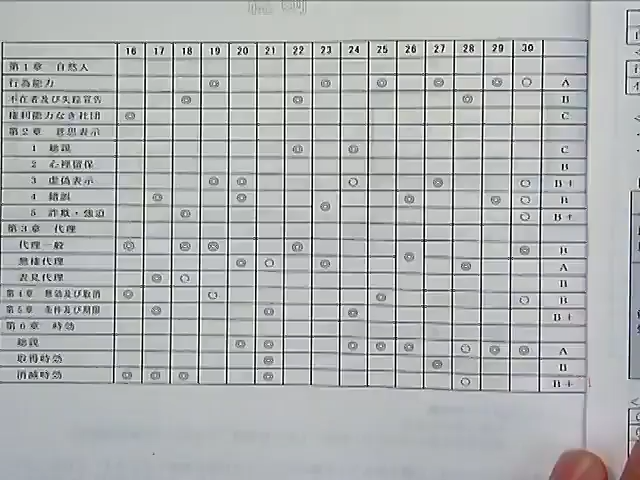 16 17 18 19 20 21 22 23 24 25 26 27 28 29 30
第1章 自然人
行為能力 ◎ ◎ ◎ ◎ ◎ ○ A
不在者及び失踪宣告 ◎ ◎ ◎ B
権利能力なき社団 ◎ C
第2章 意思表示
1 総説 ◎ ◎ C
2 心裡留保 B
3 虚偽表示 ◎ ◎ ○ ◎ ○ B+
4 錯誤 ◎ ◎ ◎ ◎ ○ B
5 詐欺・強迫 ◎ ◎ ○ B+
第3章 代理
代理一般 ◎ ◎ ◎ ◎ ◎ B
無権代理 ◎ ○ ◎ ◎ ◎ A
表見代理 ◎ ○ B
第4章 無効及び取消 ◎ ○ ◎ ○ B
第5章 条件及び期限 ◎ ◎ ◎ B+
第6章 時効
総説 ◎ ◎ ◎ ◎ ◎ ○ ◎ ◎ A
取得時効 ◎ ◎ B
消滅時効 ◎ ◎ ◎ ◎ ○ B+